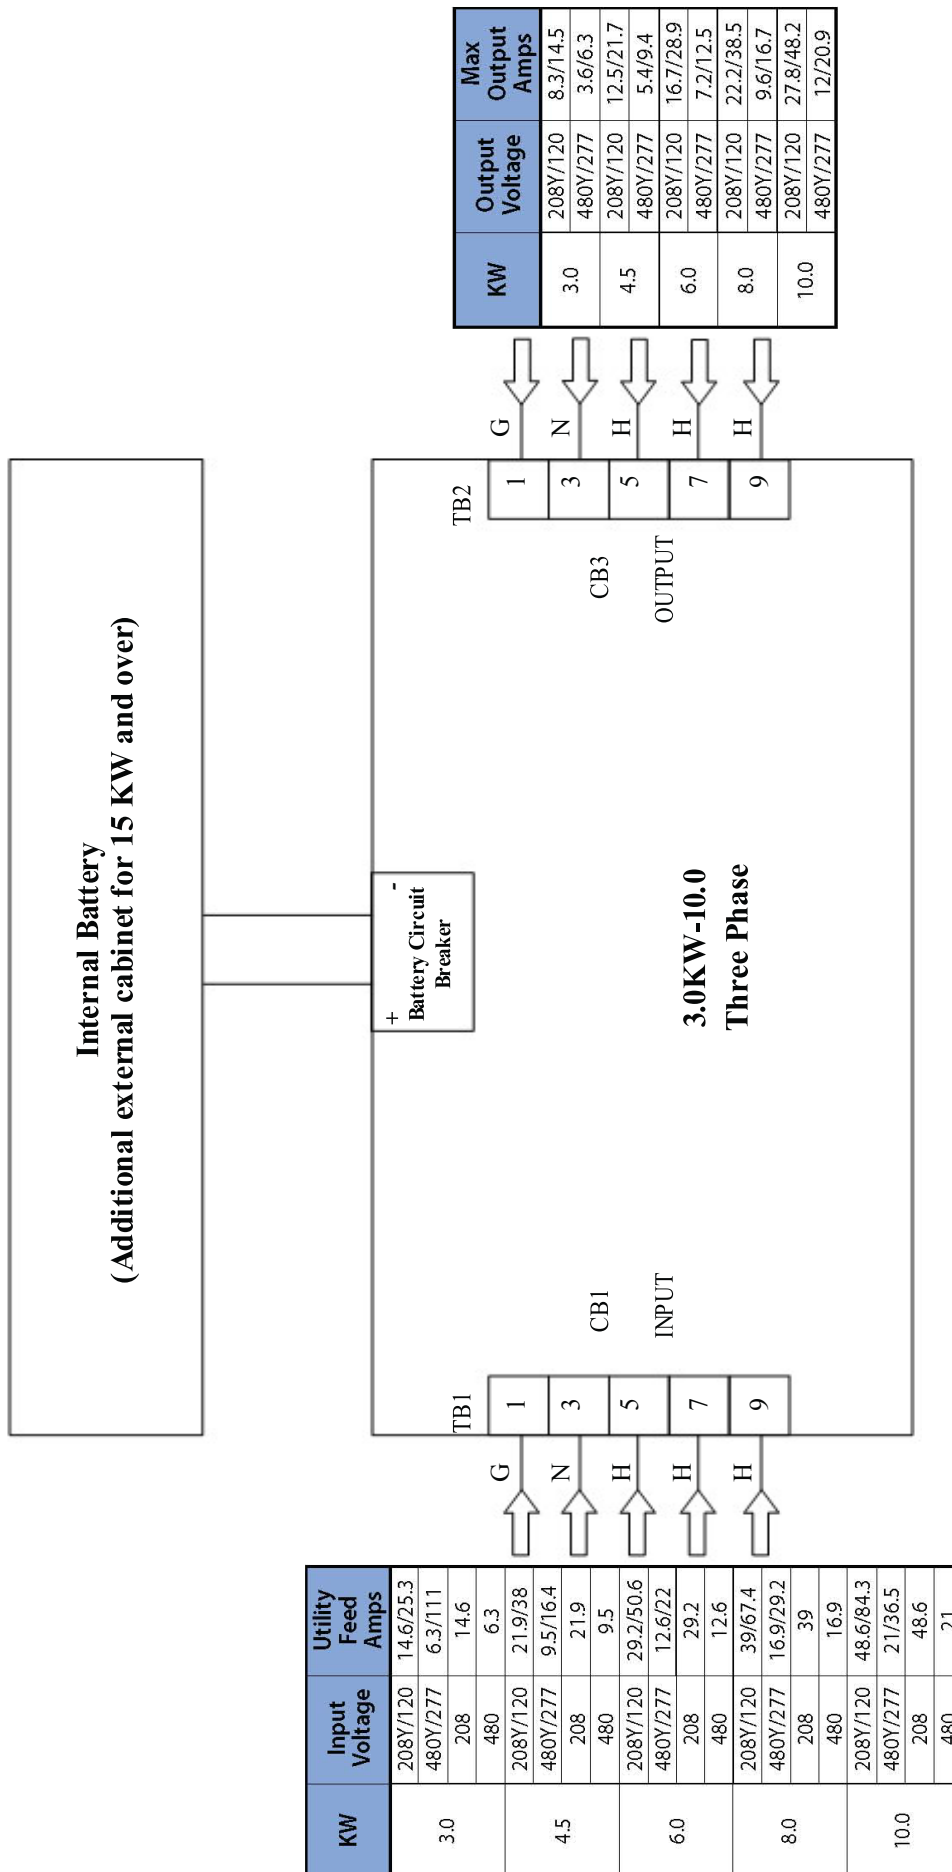 Internal Battery
(Additional external cabinet for 15 KW and over)
+ -
Battery Circuit
Breaker
KW Input Voltage Utility Feed Amps
3.0 208Y/120 14.6/25.3
480Y/277 6.3/111
208 14.6
480 6.3
4.5 208Y/120 21.9/38
480Y/277 9.5/16.4
208 21.9
480 9.5
6.0 208Y/120 29.2/50.6
480Y/277 12.6/22
208 29.2
480 12.6
8.0 208Y/120 39/67.4
480Y/277 16.9/29.2
208 39
480 16.9
10.0 208Y/120 48.6/84.3
480Y/277 21/36.5
208 48.6
480 21
TB1
G 1
N 3
H 5
H 7
H 9
CB1
INPUT
3.0KW-10.0
Three Phase
CB3
OUTPUT
TB2
1 G
3 N
5 H
7 H
9 H
KW Output Voltage Max Output Amps
3.0 208Y/120 8.3/14.5
480Y/277 3.6/6.3
4.5 208Y/120 12.5/21.7
480Y/277 5.4/9.4
6.0 208Y/120 16.7/28.9
480Y/277 7.2/12.5
8.0 208Y/120 22.2/38.5
480Y/277 9.6/16.7
10.0 208Y/120 27.8/48.2
480Y/277 12/20.9